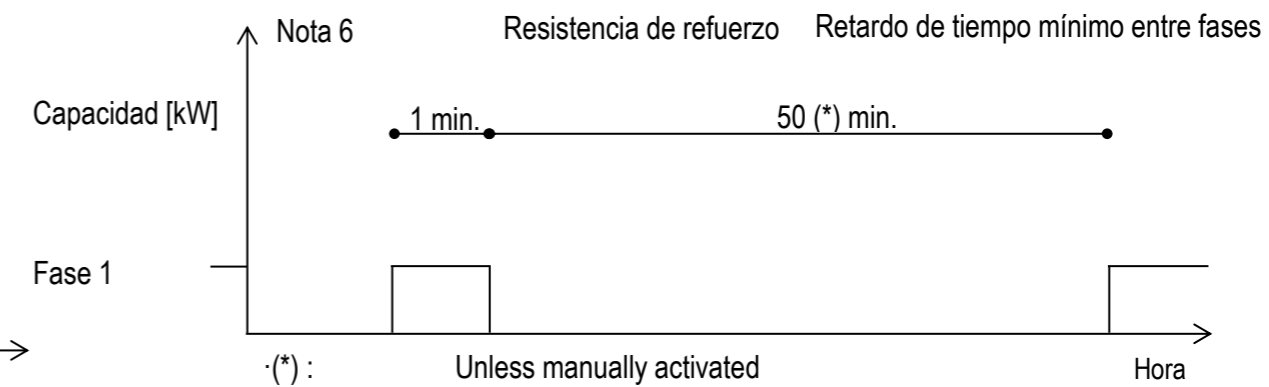 Nota 6 Resistencia de refuerzo Retardo de tiempo mínimo entre fases
Capacidad [kW] 1 min. 50 (*) min.
Fase 1
·(*) : Unless manually activated Hora